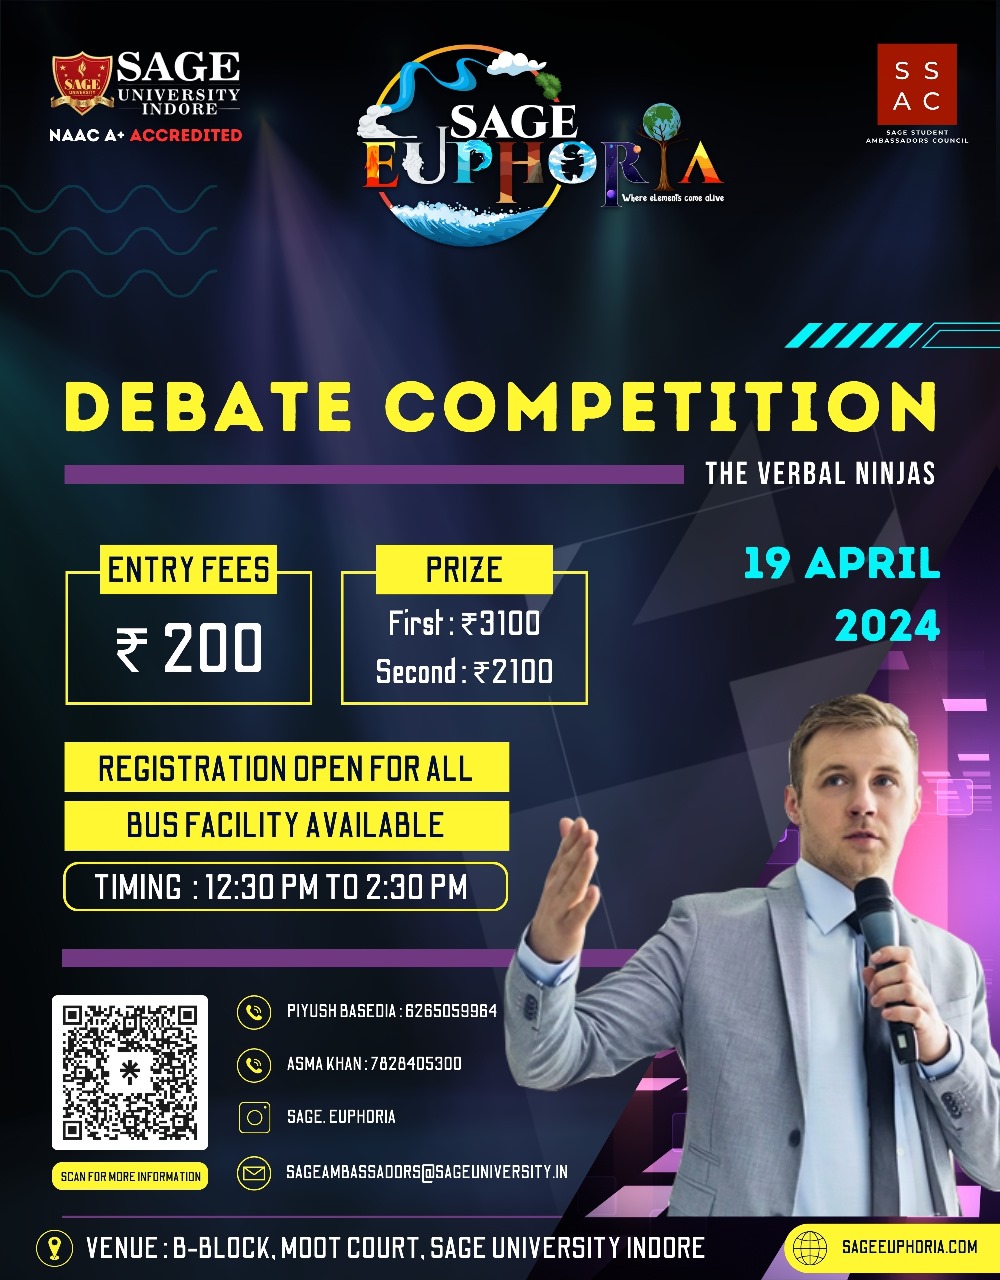 SAGE
UNIVERSITY
INDORE
NAAC A+ ACCREDITED
SAGE
EUPHORIA
Where elements come alive
S S
A C
SAGE STUDENT
AMBASSADORS COUNCIL
DEBATE COMPETITION
THE VERBAL NINJAS
ENTRY FEES
₹ 200
PRIZE
First : ₹3100
Second : ₹2100
19 APRIL
2024
REGISTRATION OPEN FOR ALL
BUS FACILITY AVAILABLE
TIMING : 12:30 PM TO 2:30 PM
PIYUSH BASEDIA : 6265059964
ASMA KHAN : 7828405300
SAGE. EUPHORIA
SAGEAMBASSADORS@SAGEUNIVERSITY.IN
SCAN FOR MORE INFORMATION
VENUE : B-BLOCK, MOOT COURT, SAGE UNIVERSITY INDORE
SAGEEUPHORIA.COM